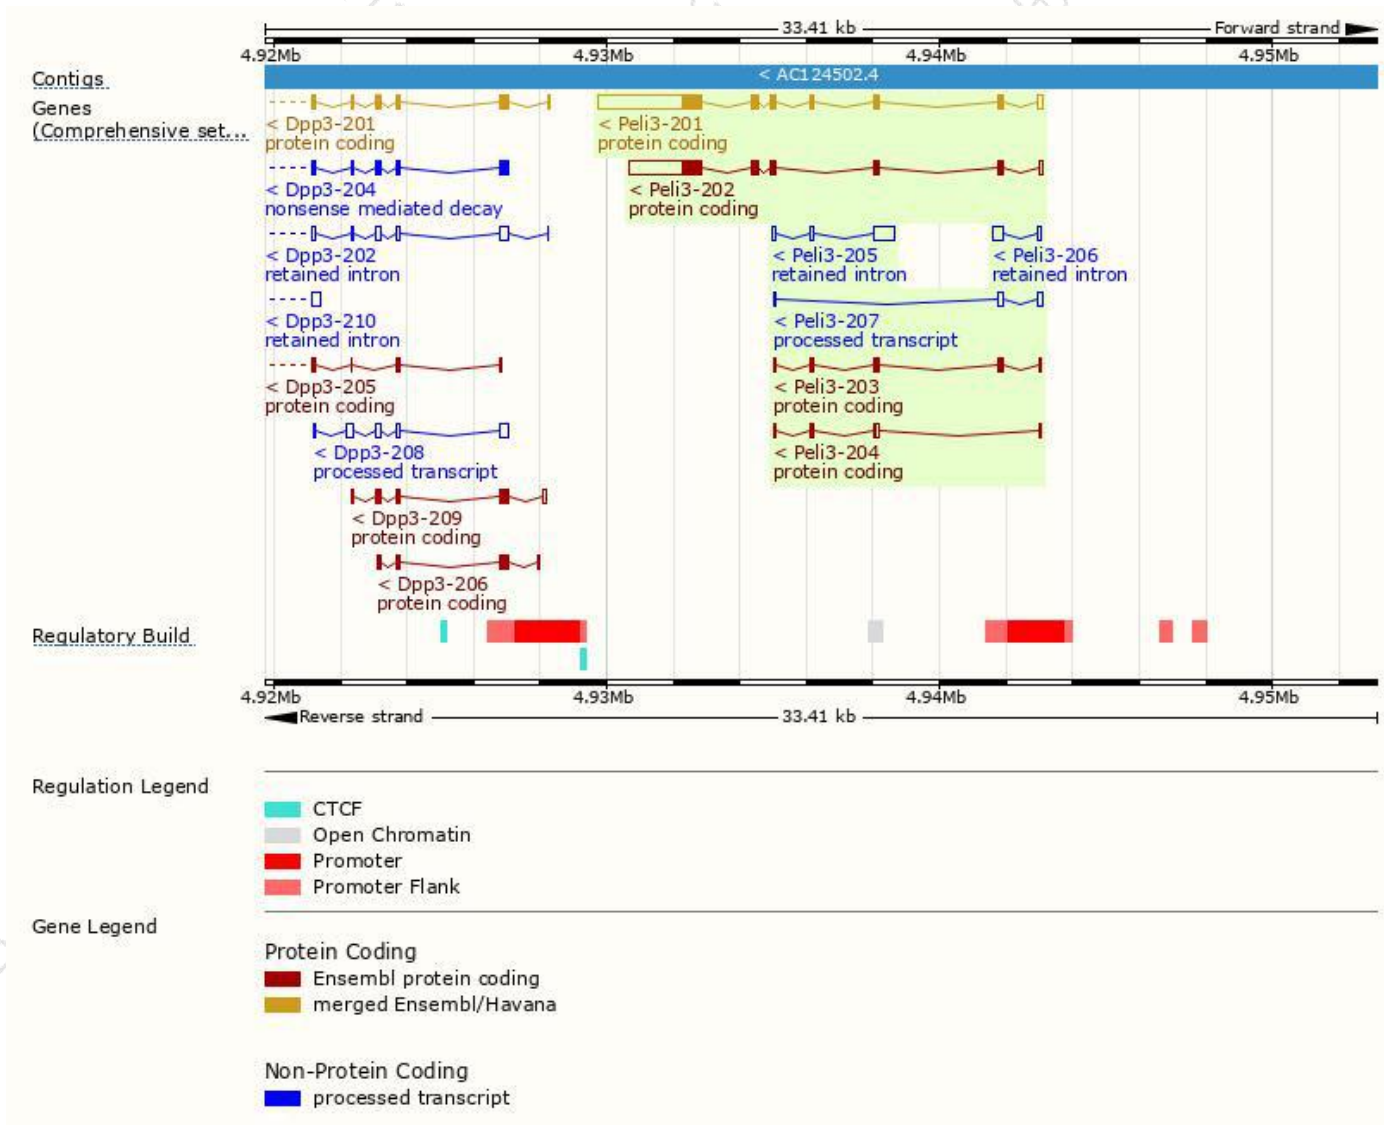 33.41 kb
Forward strand
4.92Mb 4.93Mb 4.94Mb 4.95Mb
Contigs
< AC124502.4
Genes
(Comprehensive set...
< Dpp3-201
protein coding
< Peli3-201
protein coding
< Dpp3-204
nonsense mediated decay
< Peli3-202
protein coding
< Dpp3-202
retained intron
< Peli3-205
retained intron
< Peli3-206
retained intron
< Dpp3-210
retained intron
< Peli3-207
processed transcript
< Dpp3-205
protein coding
< Peli3-203
protein coding
< Dpp3-208
processed transcript
< Peli3-204
protein coding
< Dpp3-209
protein coding
< Dpp3-206
protein coding
Regulatory Build
4.92Mb 4.93Mb 4.94Mb 4.95Mb
Reverse strand
33.41 kb
Regulation Legend
CTCF
Open Chromatin
Promoter
Promoter Flank
Gene Legend
Protein Coding
Ensembl protein coding
merged Ensembl/Havana
Non-Protein Coding
processed transcript